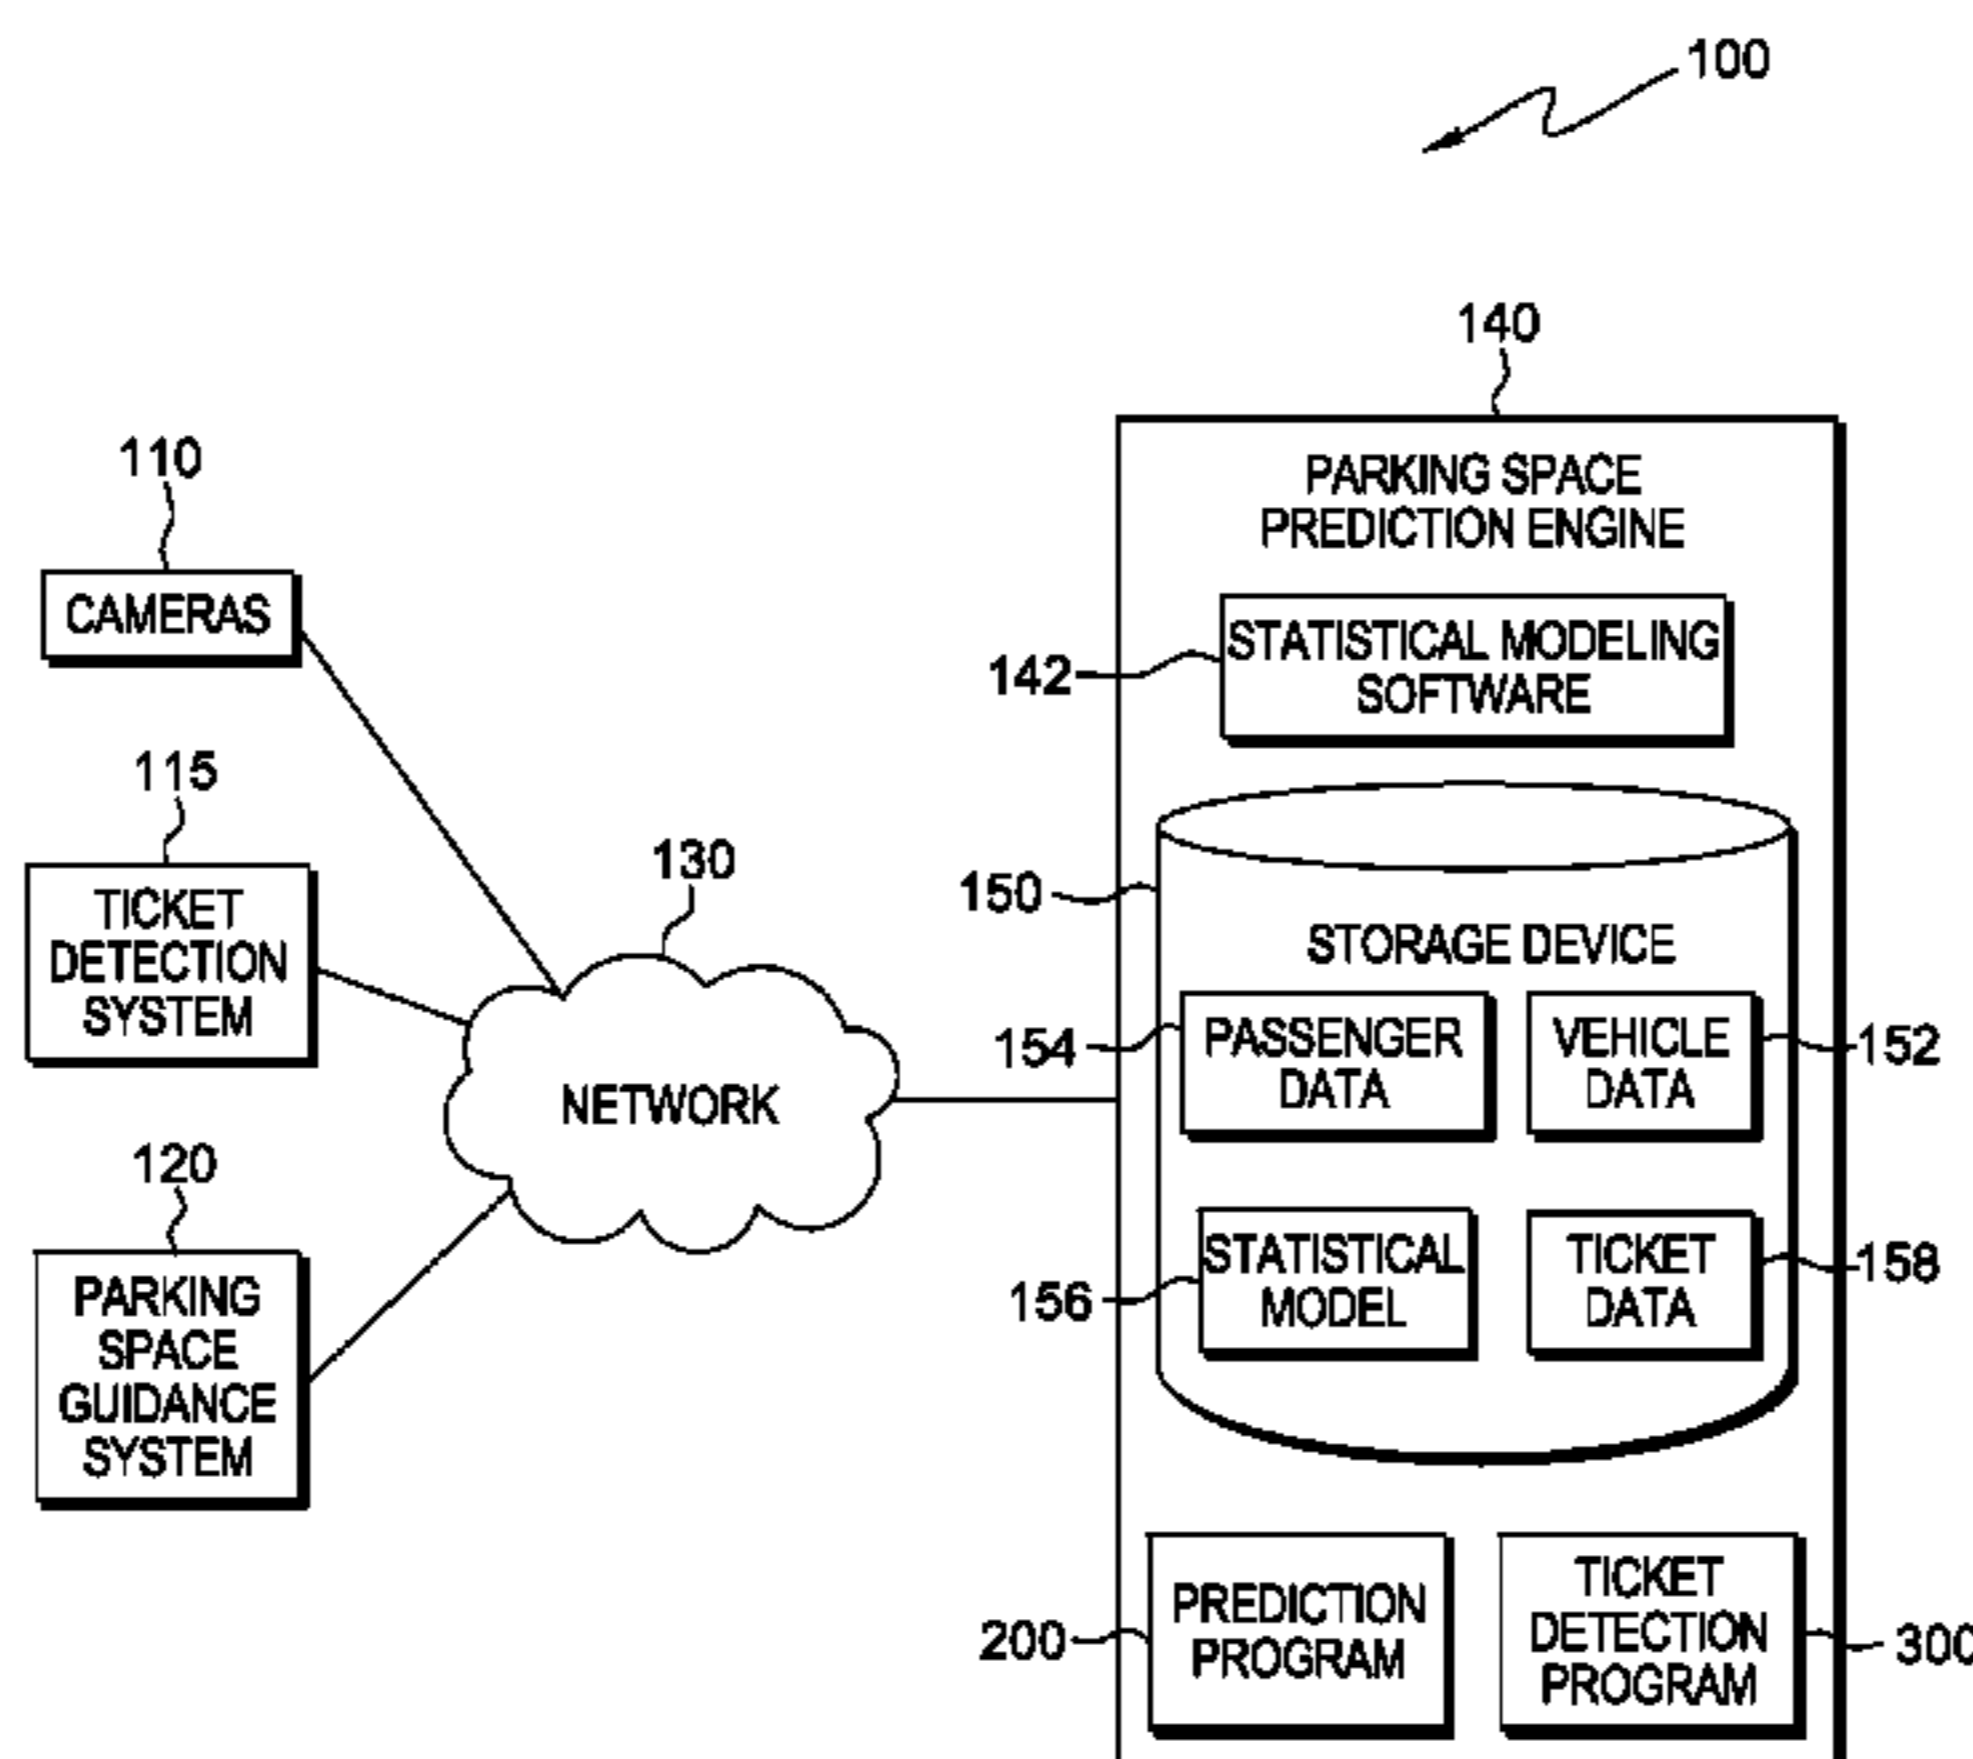 100
140
PARKING SPACE
PREDICTION ENGINE
110
CAMERAS
142
STATISTICAL MODELING
SOFTWARE
115
TICKET
DETECTION
SYSTEM
130
NETWORK
150
STORAGE DEVICE
154
PASSENGER
DATA
VEHICLE
DATA
152
120
PARKING
SPACE
GUIDANCE
SYSTEM
156
STATISTICAL
MODEL
TICKET
DATA
158
200
PREDICTION
PROGRAM
TICKET
DETECTION
PROGRAM
300